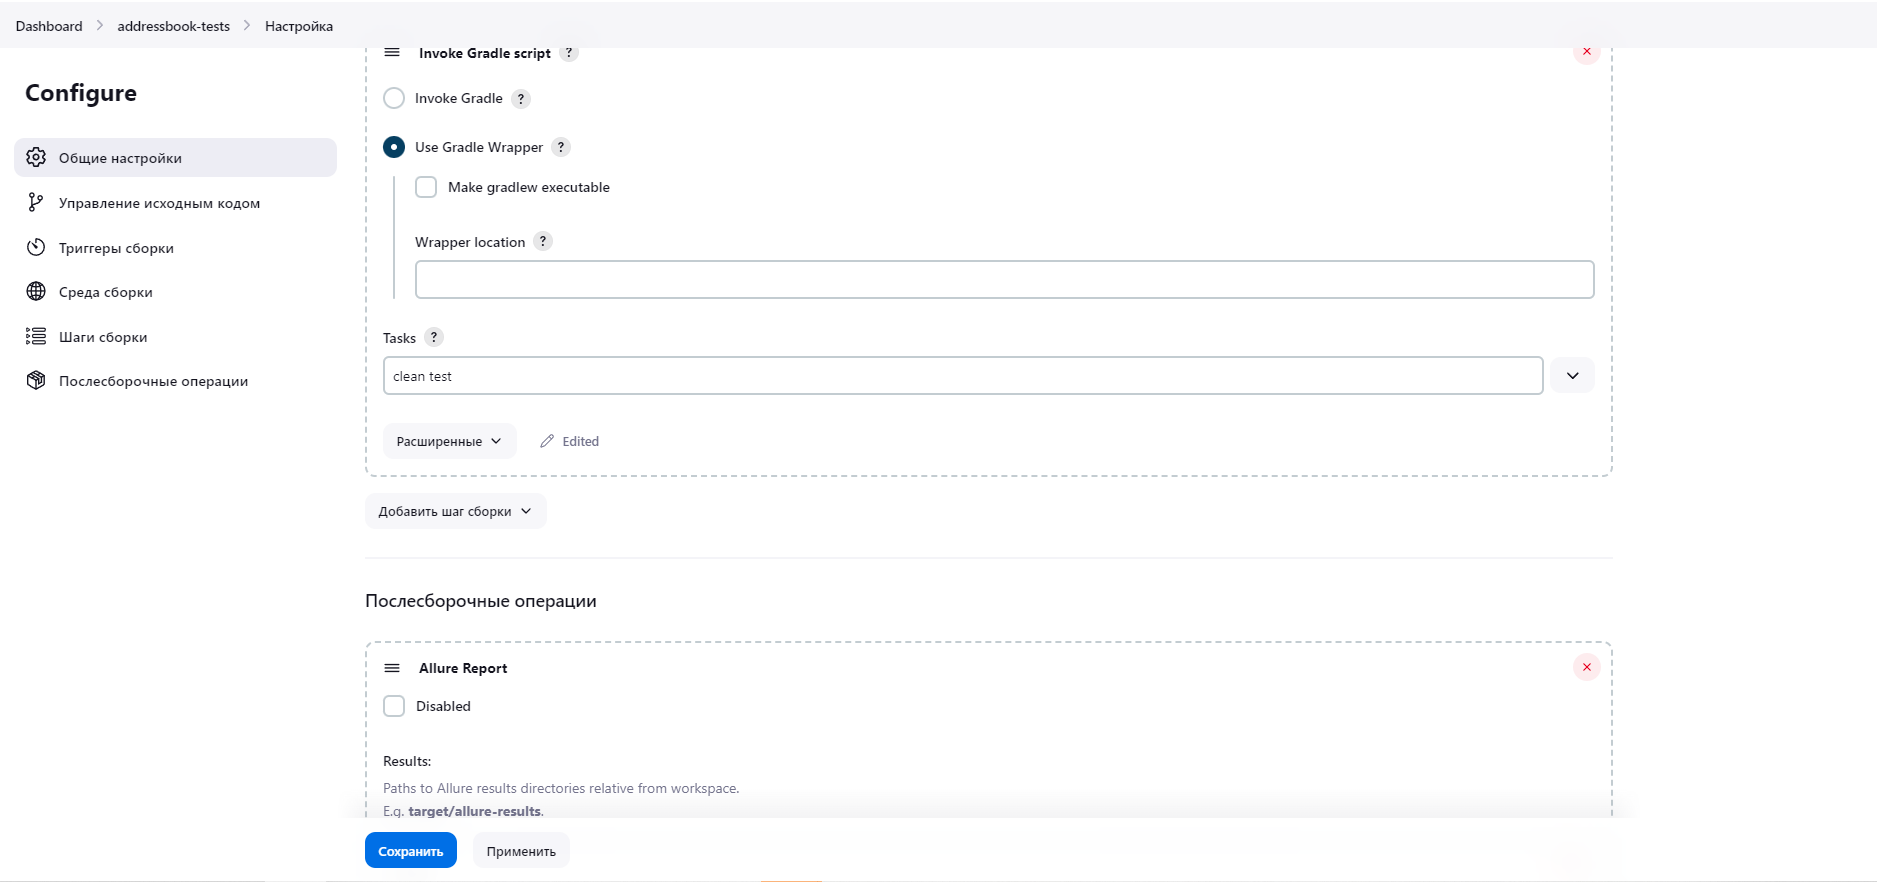 Dashboard addressbook-tests Настройка
Configure
Общие настройки
Управление исходным кодом
Триггеры сборки
Среда сборки
Шаги сборки
Послесборочные операции
Invoke Gradle script ?
Invoke Gradle ?
Use Gradle Wrapper ?
Make gradlew executable
Wrapper location ?
Tasks ?
clean test
Расширенные Edited
Добавить шаг сборки
Послесборочные операции
Allure Report
Disabled
Results:
Paths to Allure results directories relative from workspace.
E.g. target/allure-results.
Сохранить Применить